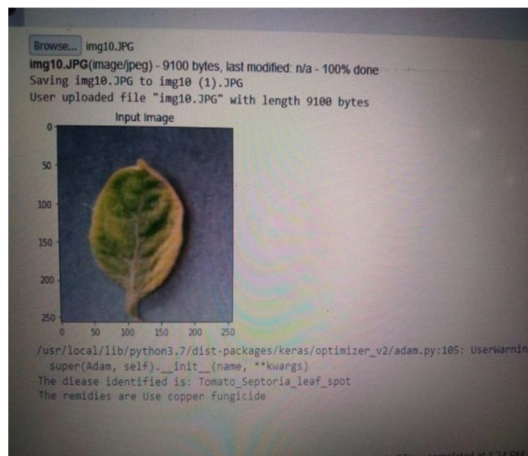 Browse... img10.JPG
img10.JPG(image/jpeg) - 9100 bytes, last modified: n/a - 100% done
Saving img10.JPG to img10 (1).JPG
User uploaded file "img10.JPG" with length 9100 bytes
Input Image
0
50
100
150
200
250
0 50 100 150 200 250
/usr/local/lib/python3.7/dist-packages/keras/optimizer_v2/adam.py:105: UserWarnin
super(Adam, self).__init__(name, **kwargs)
The diease identified is: Tomato_Septoria_leaf_spot
The remidies are Use copper fungicide